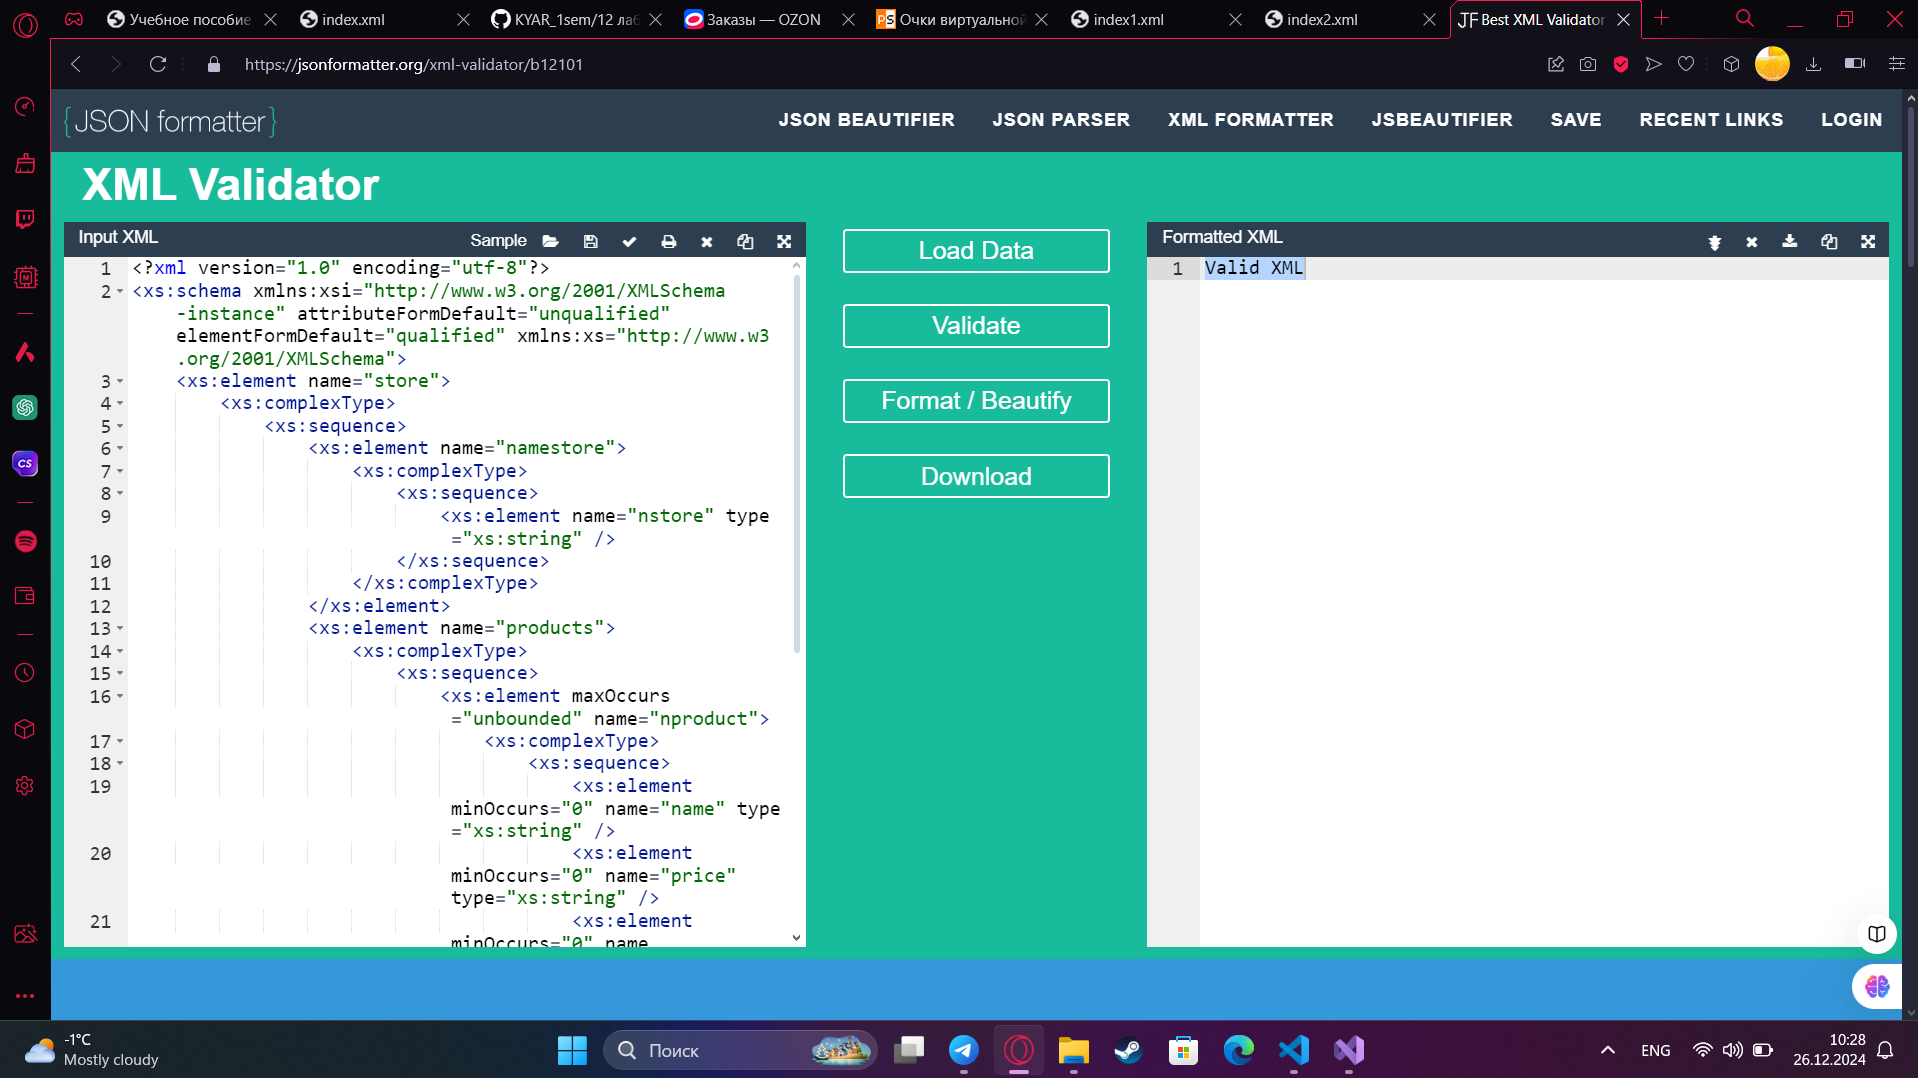 Учебное пособие
index.xml
KYAR_1sem/12 лаб
Заказы — OZON
Очки виртуальной
index1.xml
index2.xml
Best XML Validator
https://jsonformatter.org/xml-validator/b12101
{JSON formatter}
JSON BEAUTIFIER
JSON PARSER
XML FORMATTER
JSBEAUTIFIER
SAVE
RECENT LINKS
LOGIN
XML Validator
Input XML
Sample
1 <?xml version="1.0" encoding="utf-8"?>
2 <xs:schema xmlns:xsi="http://www.w3.org/2001/XMLSchema
-instance" attributeFormDefault="unqualified"
elementFormDefault="qualified" xmlns:xs="http://www.w3
.org/2001/XMLSchema">
3 <xs:element name="store">
4 <xs:complexType>
5 <xs:sequence>
6 <xs:element name="namestore">
7 <xs:complexType>
8 <xs:sequence>
9 <xs:element name="nstore" type
="xs:string" />
10 </xs:sequence>
11 </xs:complexType>
12 </xs:element>
13 <xs:element name="products">
14 <xs:complexType>
15 <xs:sequence>
16 <xs:element maxOccurs
="unbounded" name="nproduct">
17 <xs:complexType>
18 <xs:sequence>
19 <xs:element
minOccurs="0" name="name" type
="xs:string" />
20 <xs:element
minOccurs="0" name="price"
type="xs:string" />
21 <xs:element
minOccurs="0" name
Load Data
Validate
Format / Beautify
Download
Formatted XML
1 Valid XML
-1°C
Mostly cloudy
Поиск
ENG
10:28
26.12.2024